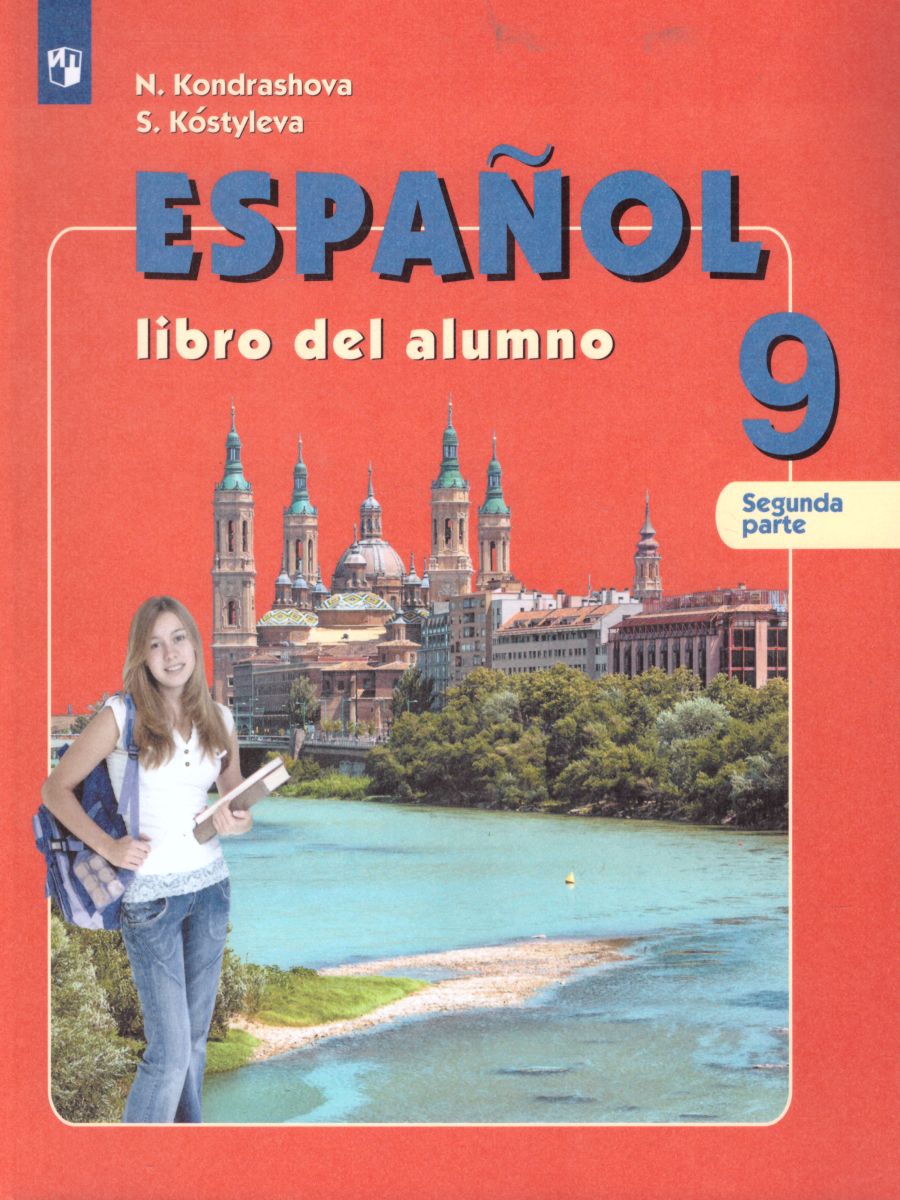 N. Kondrashova
S. Kóstyleva
ESPAÑOL
libro del alumno
9
Segunda
parte